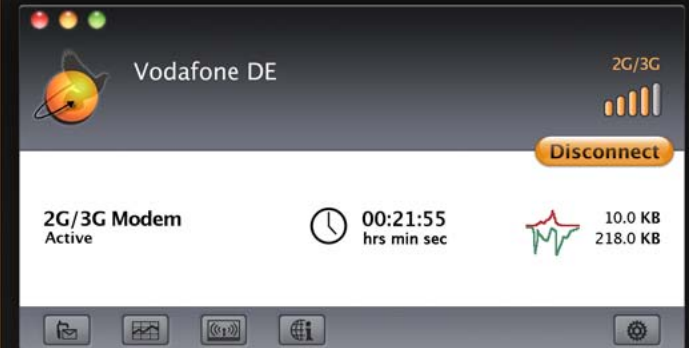 Vodafone DE
2G/3G
Disconnect
2G/3G Modem
Active
00:21:55
hrs min sec
10.0 KB
218.0 KB